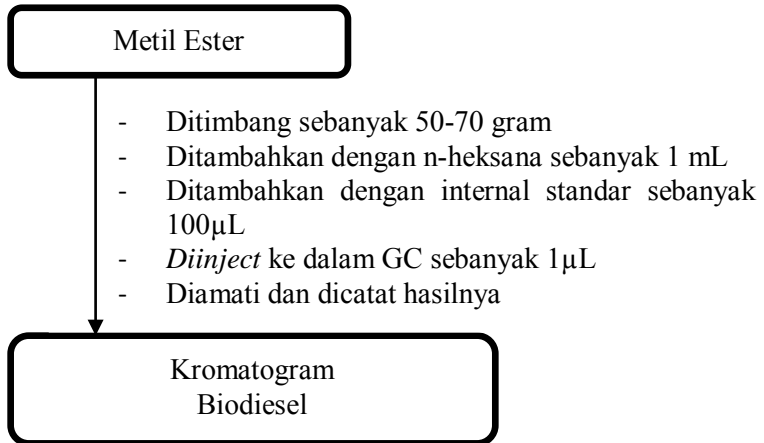 Metil Ester
- Ditimbang sebanyak 50-70 gram
- Ditambahkan dengan n-heksana sebanyak 1 mL
- Ditambahkan dengan internal standar sebanyak
100µL
- Diinject ke dalam GC sebanyak 1µL
- Diamati dan dicatat hasilnya
Kromatogram
Biodiesel